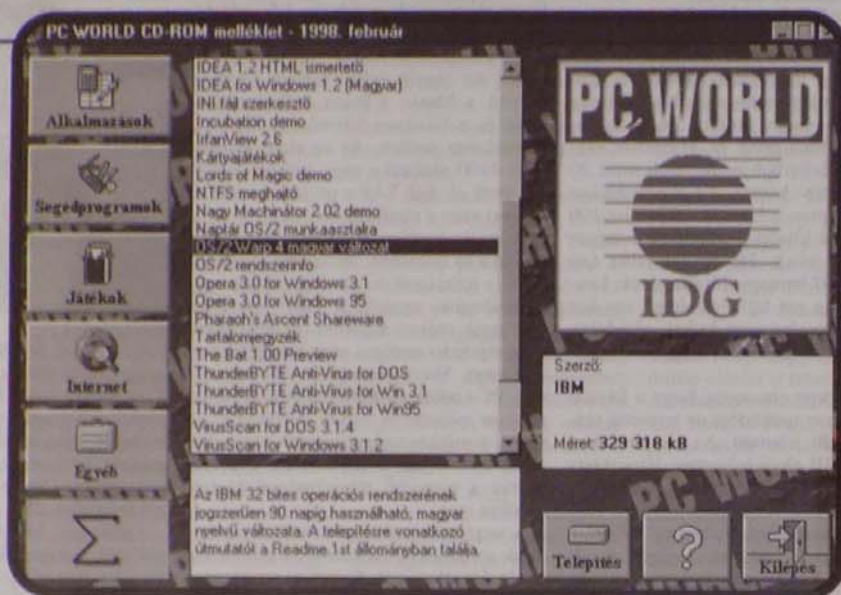 PC WORLD CD-ROM melléklet - 1998. február
Alkalmazások
Segédprogramok
Játékok
Internet
Egyéb
Σ
IDEA 1.2 HTML ismertető
IDEA for Windows 1.2 (Magyar)
INI fájl szerkesztő
Incubation demo
IrfanView 2.6
Kártyajátékok
Lords of Magic demo
NTFS meghajtó
Nagy Machinátor 2.02 demo
Naptár OS/2 munkaasztalra
OS/2 Warp 4 magyar változat
OS/2 rendszerinfo
Opera 3.0 for Windows 3.1
Opera 3.0 for Windows 95
Pharaoh's Ascent Shareware
Tartalomjegyzék
The Bat 1.00 Preview
ThunderBYTE Anti-Virus for DOS
ThunderBYTE Anti-Virus for Win 3.1
ThunderBYTE Anti-Virus for Win95
VirusScan for DOS 3.1.4
VirusScan for Windows 3.1.2
Az IBM 32 bites operációs rendszerének
jogszerűen 90 napig használható, magyar
nyelvű változata. A telepítésre vonatkozó
útmutatót a Readme.1st állományban találja.
PC WORLD
IDG
Szerző:
IBM
Méret: 329 318 kB
Telepítés
?
Kilépés